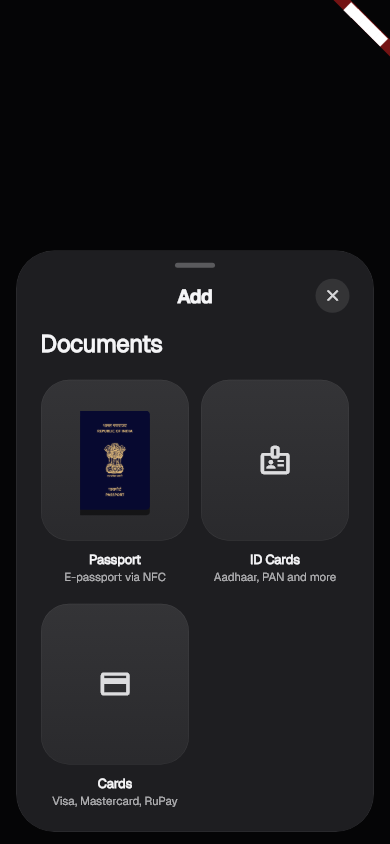 Add
Documents
REPUBLIC OF INDIA
PASSPORT
Passport
E-passport via NFC
ID Cards
Aadhaar, PAN and more
Cards
Visa, Mastercard, RuPay